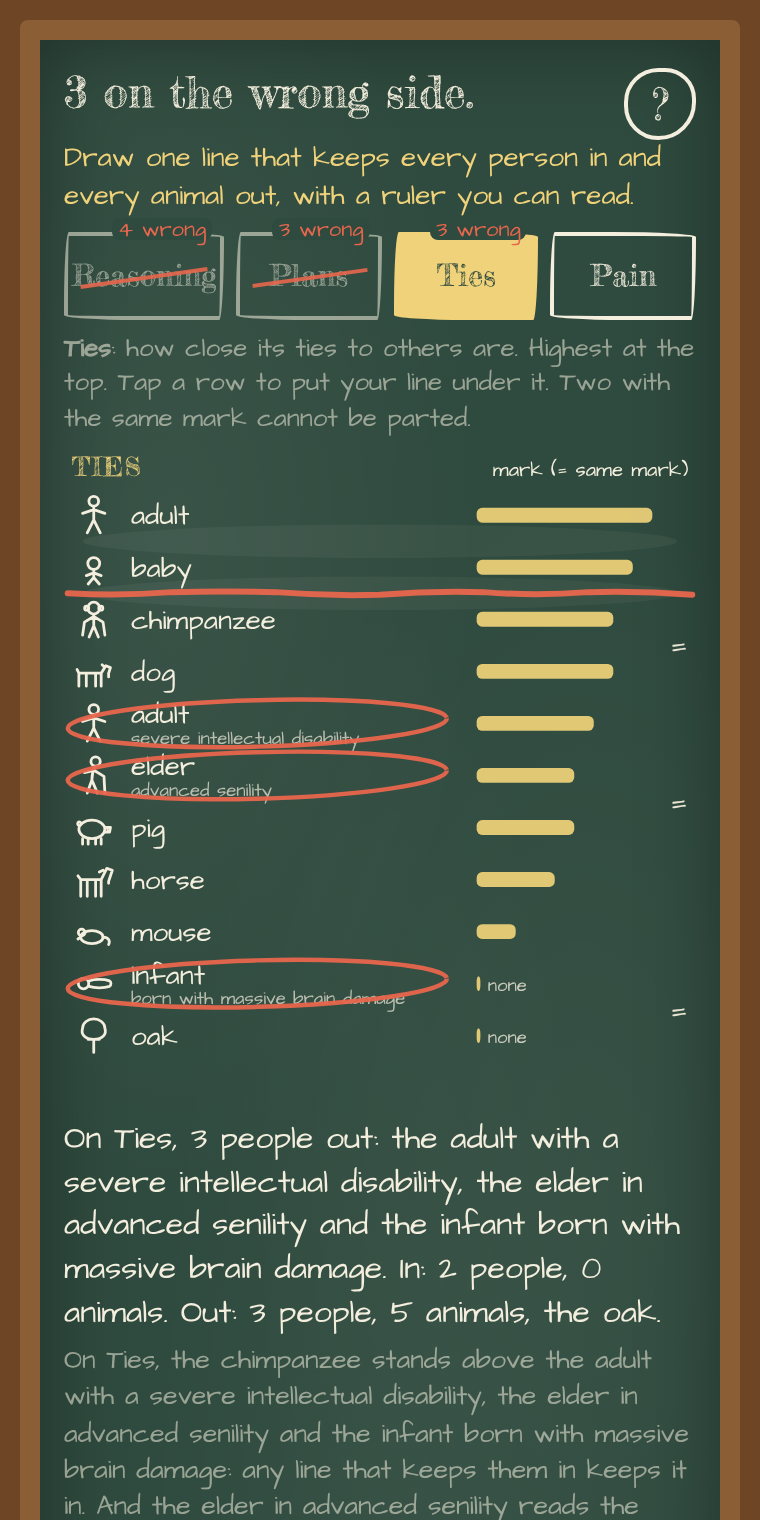 3 on the wrong side.
?
Draw one line that keeps every person in and
every animal out, with a ruler you can read.
4 wrong
3 wrong
3 wrong
Reasoning
Plans
Ties
Pain
Ties: how close its ties to others are. Highest at the
top. Tap a row to put your line under it. Two with
the same mark cannot be parted.
TIES
mark (= same mark)
adult
baby
chimpanzee
=
dog
adult
severe intellectual disability
elder
advanced senility
=
pig
horse
mouse
infant
born with massive brain damage
none
=
oak
none
On Ties, 3 people out: the adult with a
severe intellectual disability, the elder in
advanced senility and the infant born with
massive brain damage. In: 2 people, 0
animals. Out: 3 people, 5 animals, the oak.
On Ties, the chimpanzee stands above the adult
with a severe intellectual disability, the elder in
advanced senility and the infant born with massive
brain damage: any line that keeps them in keeps it
in. And the elder in advanced senility reads the